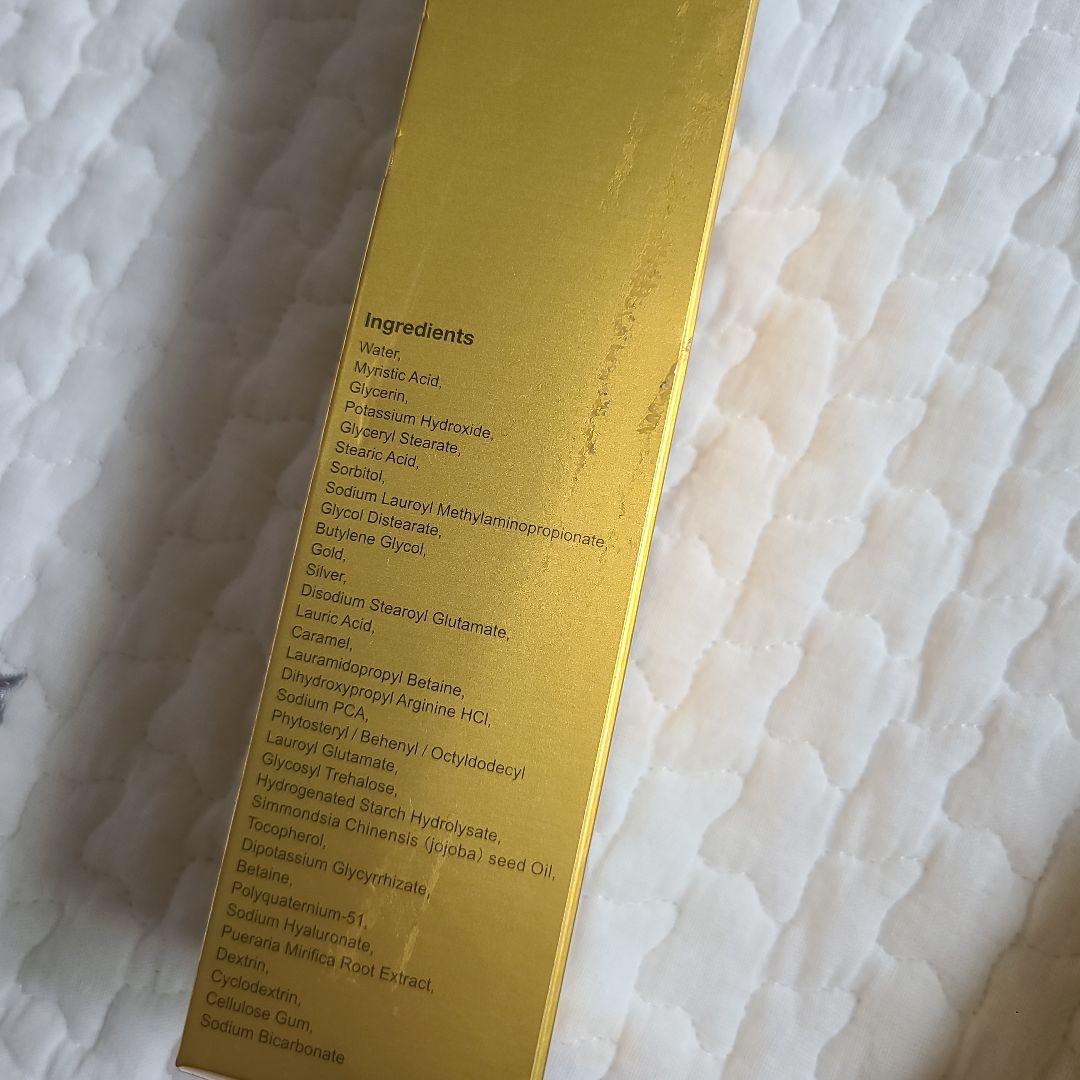 Ingredients
Water,
Myristic Acid,
Glycerin,
Potassium Hydroxide,
Glyceryl Stearate,
Stearic Acid,
Sorbitol,
Sodium Lauroyl Methylaminopropionate,
Glycol Distearate,
Butylene Glycol,
Gold,
Silver,
Disodium Stearoyl Glutamate,
Lauric Acid,
Caramel,
Lauramidopropyl Betaine,
Dihydroxypropyl Arginine HCl,
Sodium PCA,
Phytosteryl / Behenyl / Octyldodecyl
Lauroyl Glutamate,
Glycosyl Trehalose,
Hydrogenated Starch Hydrolysate,
Simmondsia Chinensis (jojoba) seed Oil,
Tocopherol,
Dipotassium Glycyrrhizate,
Betaine,
Polyquaternium-51,
Sodium Hyaluronate,
Pueraria Mirifica Root Extract,
Dextrin,
Cyclodextrin,
Cellulose Gum,
Sodium Bicarbonate